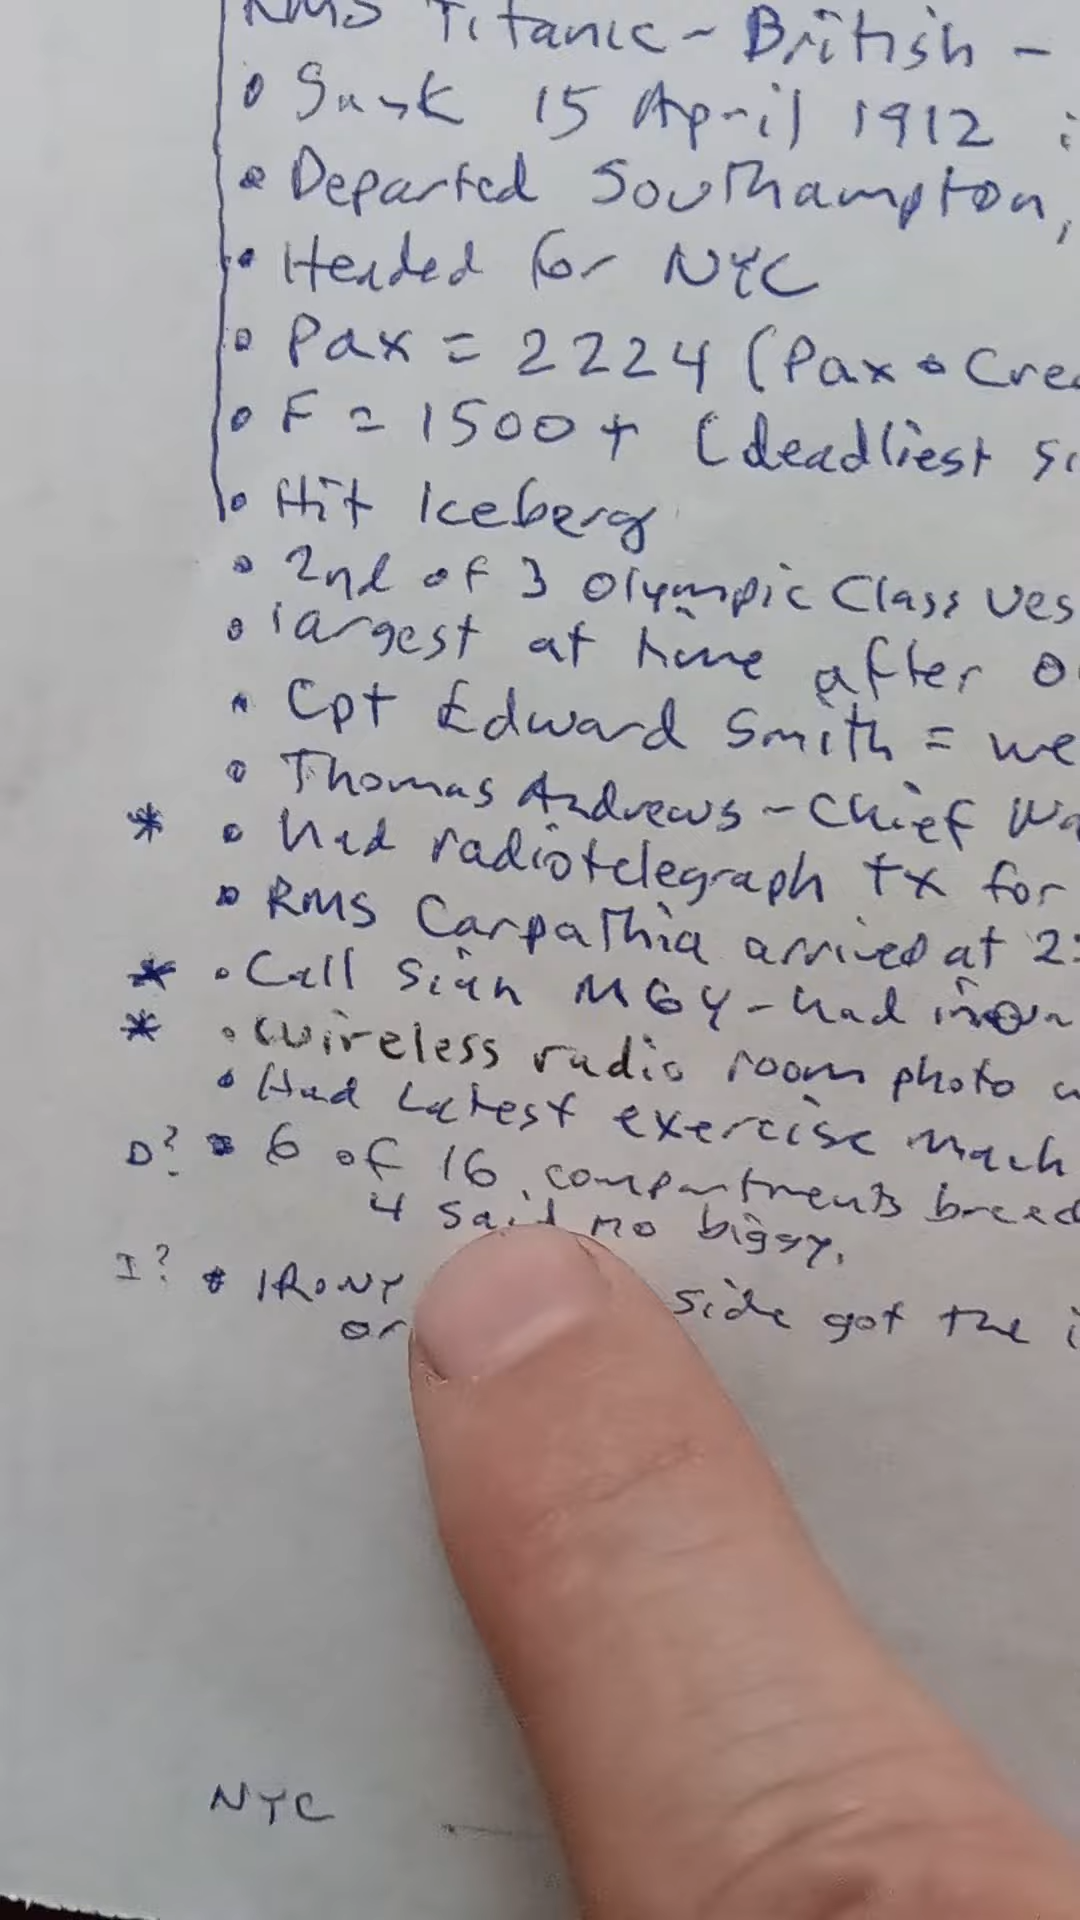 RMS Titanic - British -
Sunk 15 April 1912
Departed Southampton,
Headed for NYC
Pax = 2224 (Pax + Cre
F = 1500+ (deadliest
Hit Iceberg
2nd of 3 Olympic Class Ves
largest at time after
Cpt Edward Smith = we
Thomas Andrews - Chief
* Had radiotelegraph tx for
RMS Carpathia arrived at 2:
* Call Sign MGY - had
* Wireless radio room photo
Had Latest exercise Mach
D? 6 of 16 compartments
4 said no biggy.
I? * IRONY side got the
or
NYC